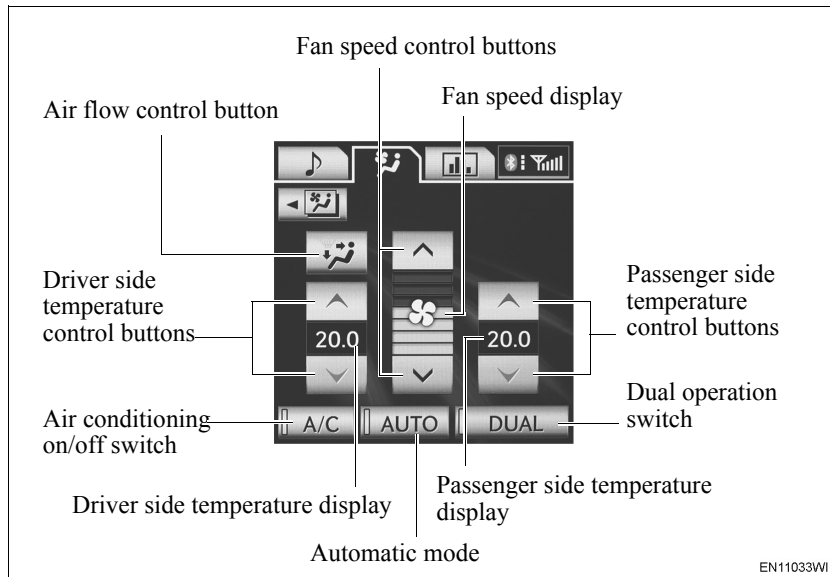 Fan speed control buttons
Fan speed display
Air flow control button
Driver side
temperature
control buttons
Passenger side
temperature
control buttons
20.0
20.0
Dual operation
switch
Air conditioning
on/off switch
A/C
AUTO
DUAL
Driver side temperature display
Passenger side temperature
display
Automatic mode
EN11033WI